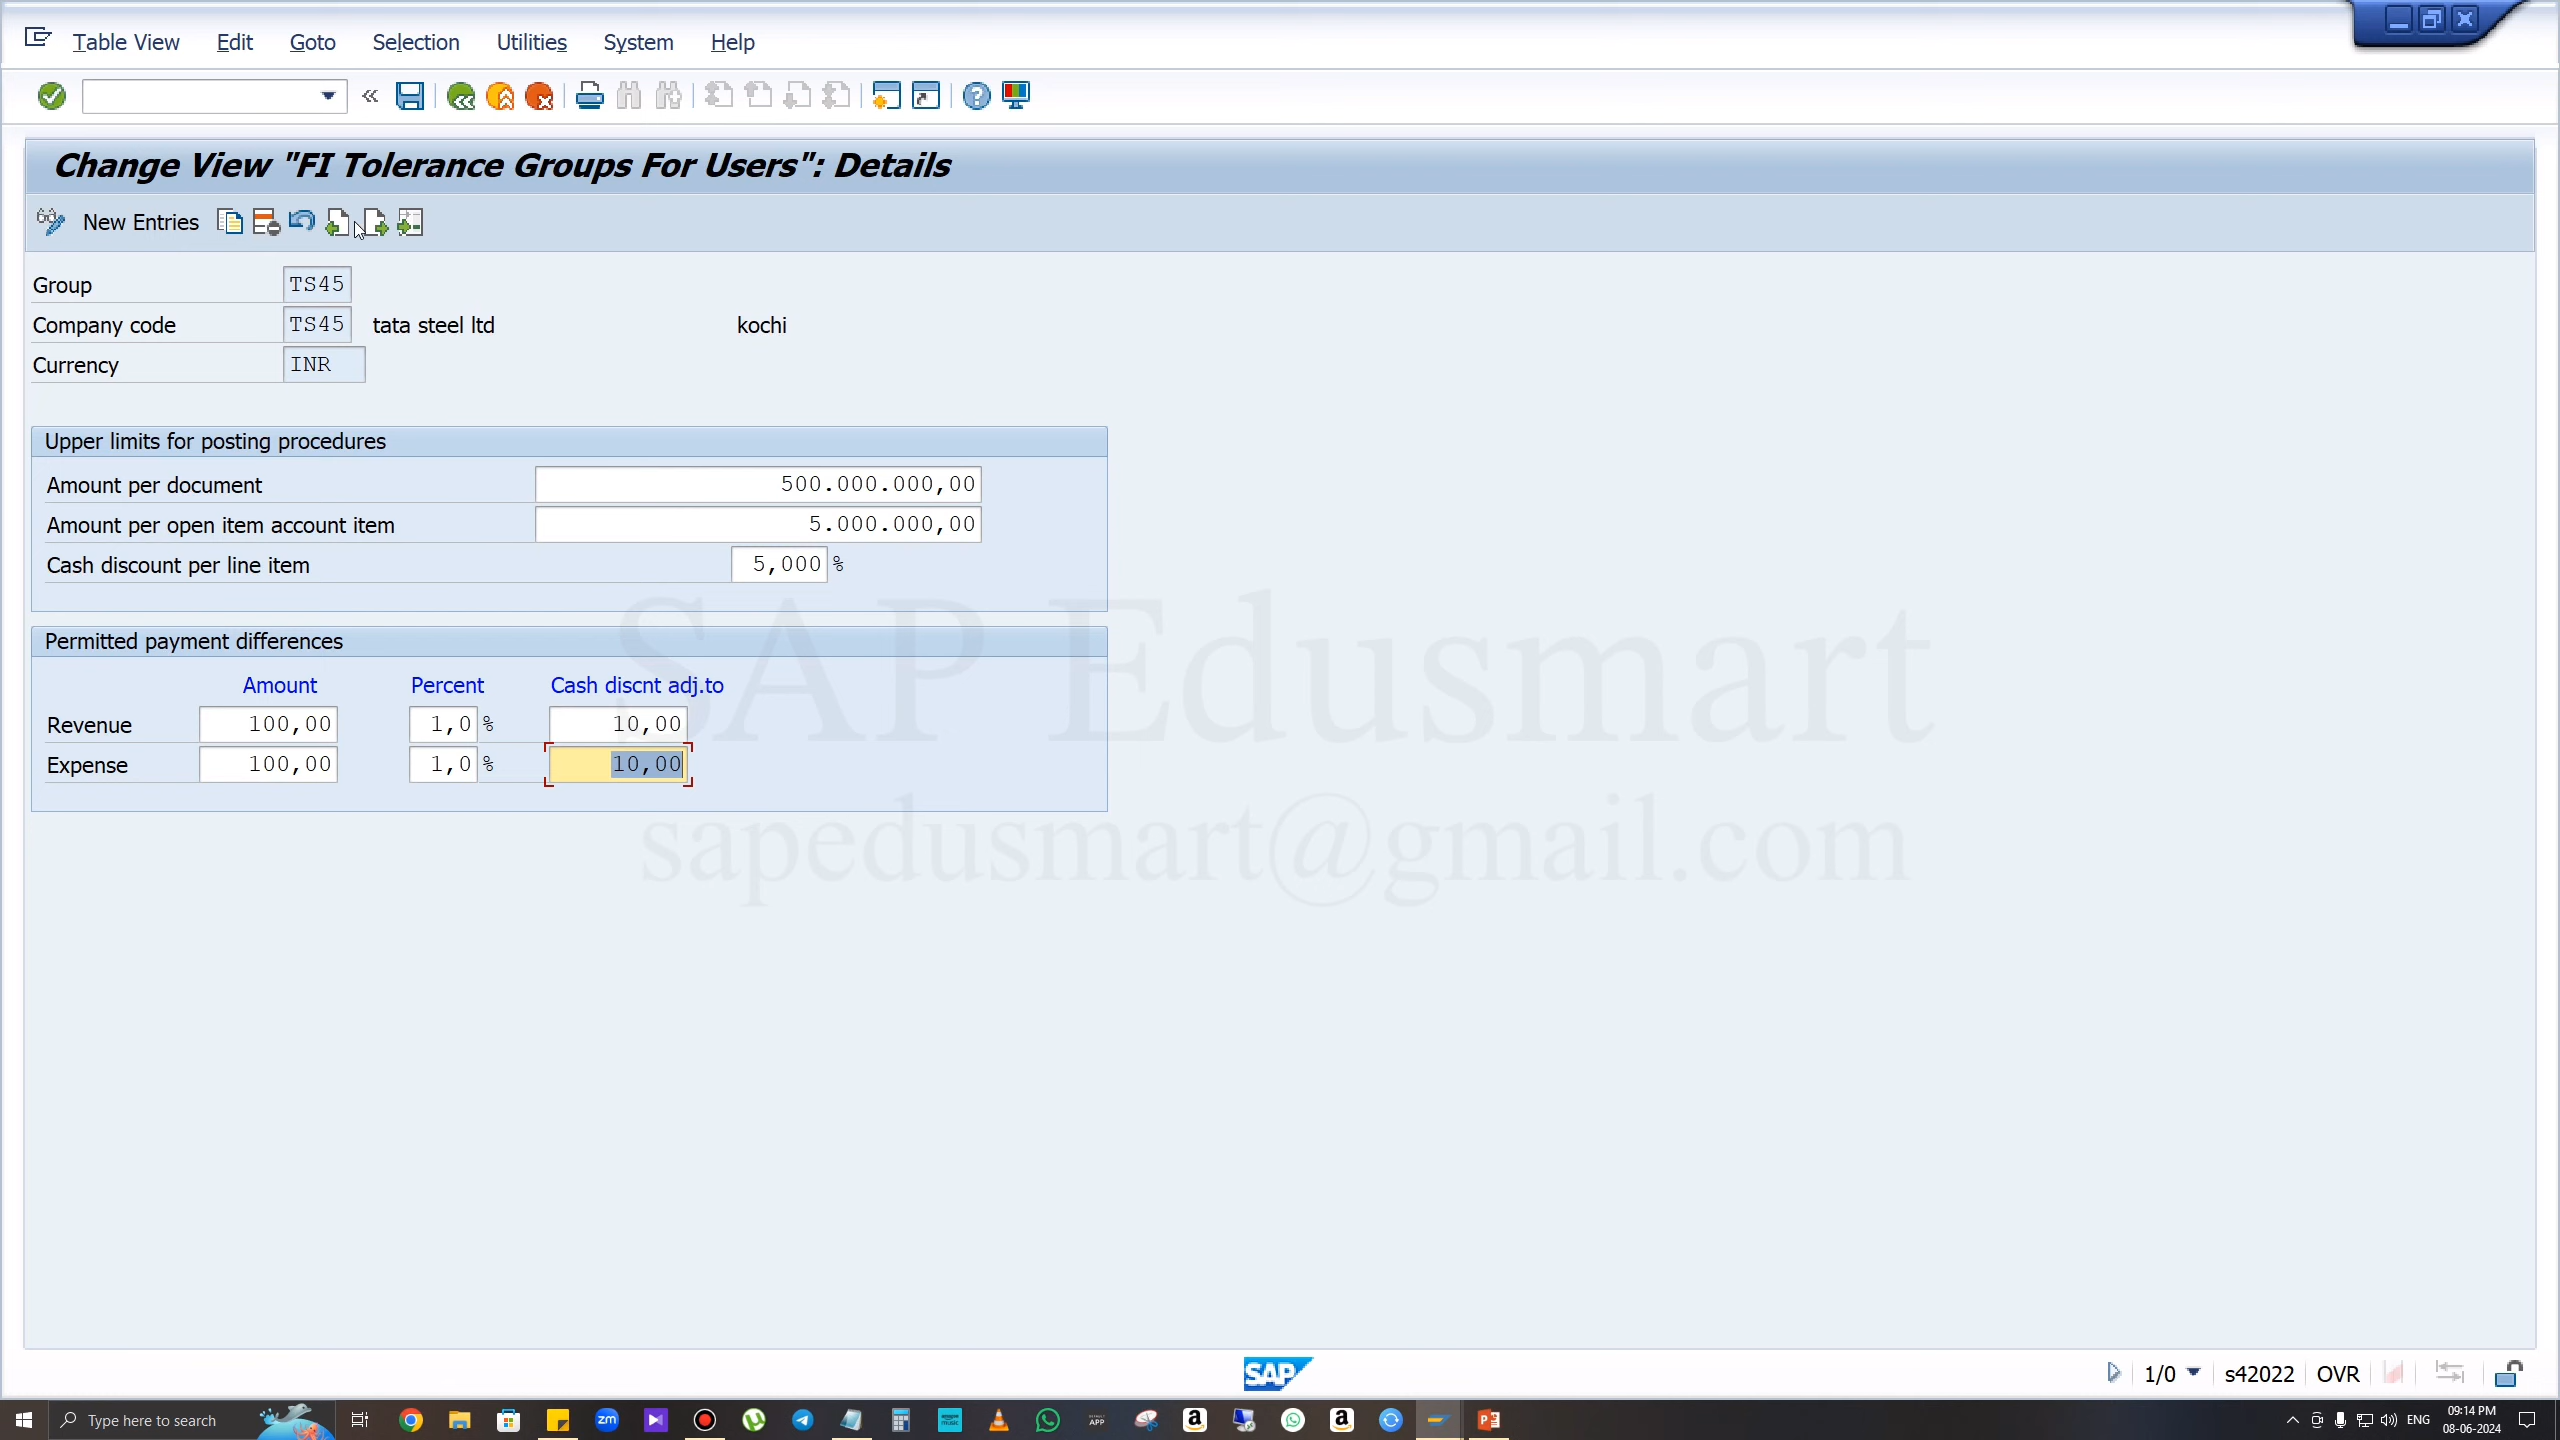 Table View Edit Goto Selection Utilities System Help
Change View "FI Tolerance Groups For Users": Details
New Entries
Group TS45
Company code TS45 tata steel ltd kochi
Currency INR
Upper limits for posting procedures
Amount per document 500.000.000,00
Amount per open item account item 5.000.000,00
Cash discount per line item 5,000 %
Permitted payment differences
Amount Percent Cash discnt adj.to
Revenue 100,00 1,0 % 10,00
Expense 100,00 1,0 % 10,00
SAP Edusmart
sapedusmart@gmail.com
SAP
1/0 s42022 OVR
Type here to search
zm
APP
ENG
09:14 PM
08-06-2024